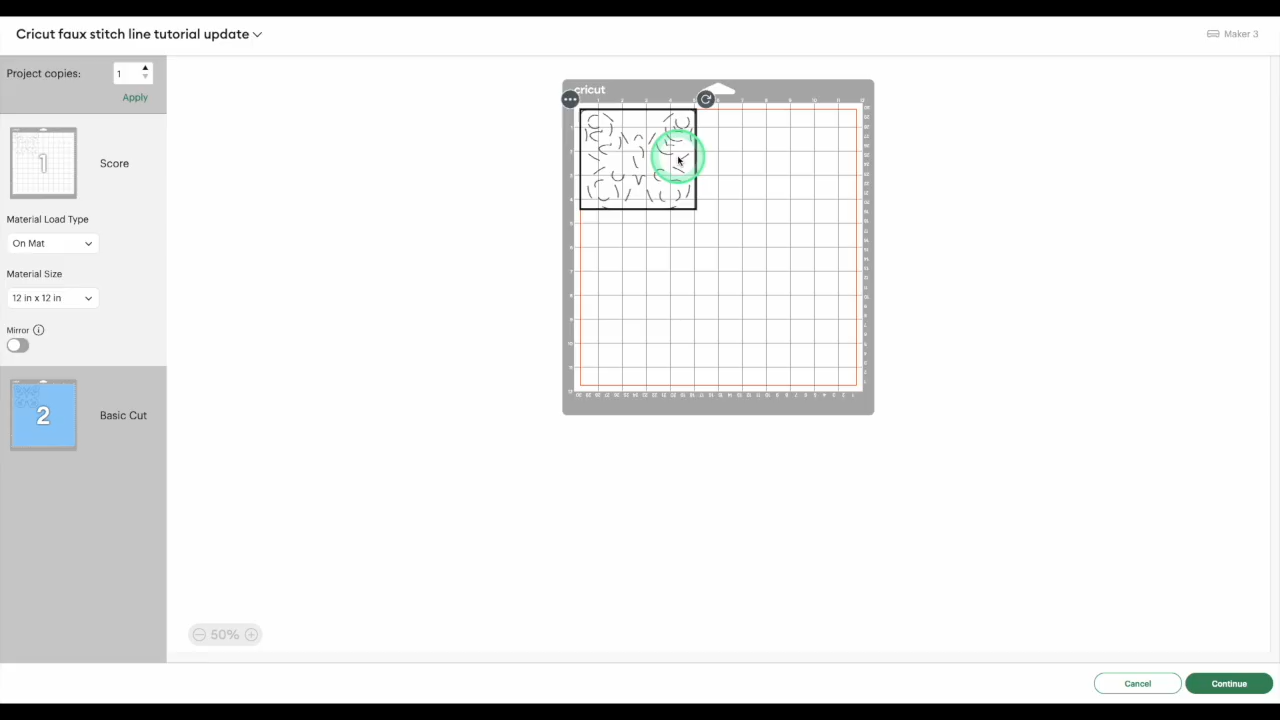 Cricut faux stitch line tutorial update
Maker 3
Project copies:
1
Apply
1
Score
Material Load Type
On Mat
Material Size
12 in x 12 in
Mirror
2
Basic Cut
cricut
50%
Cancel
Continue